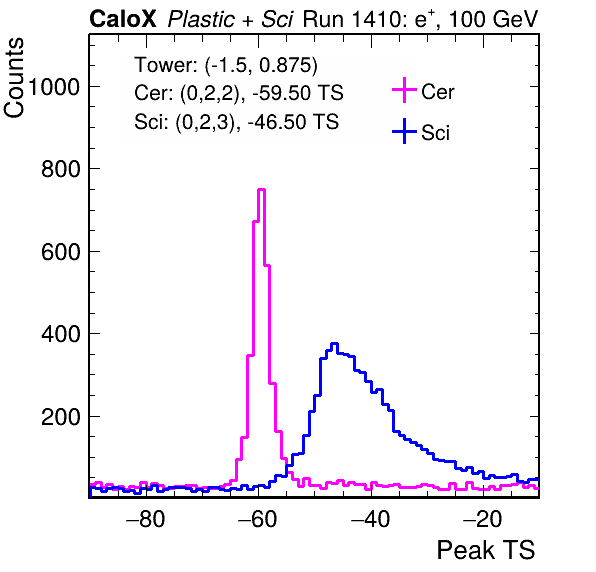 CaloX Plastic + Sci Run 1410: e+, 100 GeV
Counts
Tower: (-1.5, 0.875)
Cer: (0,2,2), -59.50 TS
Sci: (0,2,3), -46.50 TS
Cer
Sci
1000
800
600
400
200
−80 −60 −40 −20
Peak TS